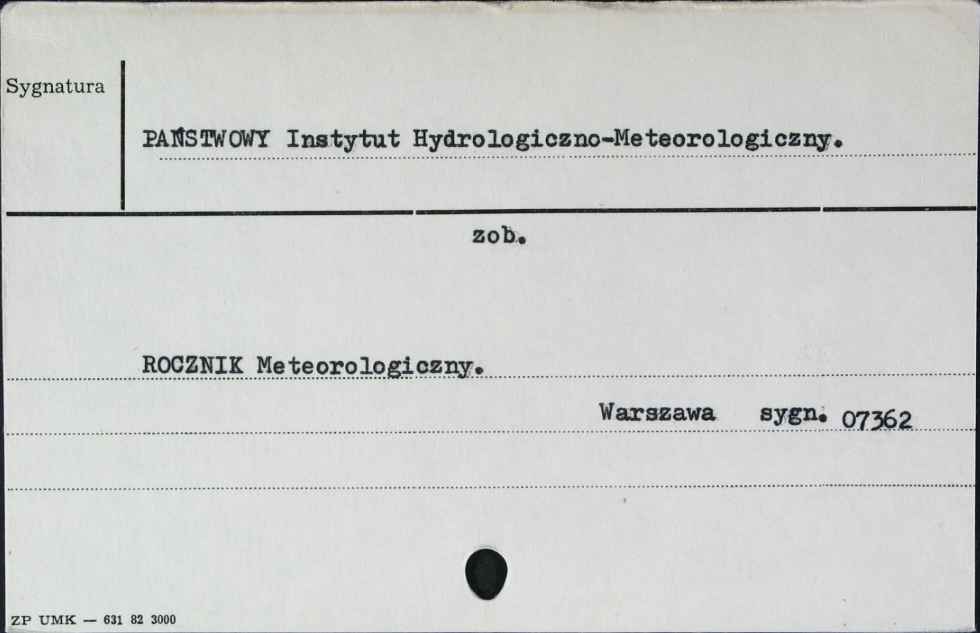 Sygnatura
PAŃSTWOWY Instytut Hydrologiczno-Meteorologiczny.
zob.
ROCZNIK Meteorologiczny.
Warszawa sygn. 07362
ZP UMK — 631 82 3000